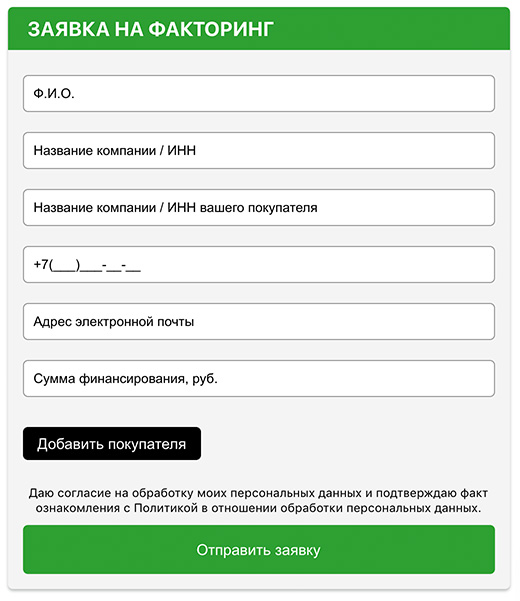 ЗАЯВКА НА ФАКТОРИНГ
Ф.И.О.
Название компании / ИНН
Название компании / ИНН вашего покупателя
+7(___)___-__-__
Адрес электронной почты
Сумма финансирования, руб.
Добавить покупателя
Даю согласие на обработку моих персональных данных и подтверждаю факт
ознакомления с Политикой в отношении обработки персональных данных.
Отправить заявку